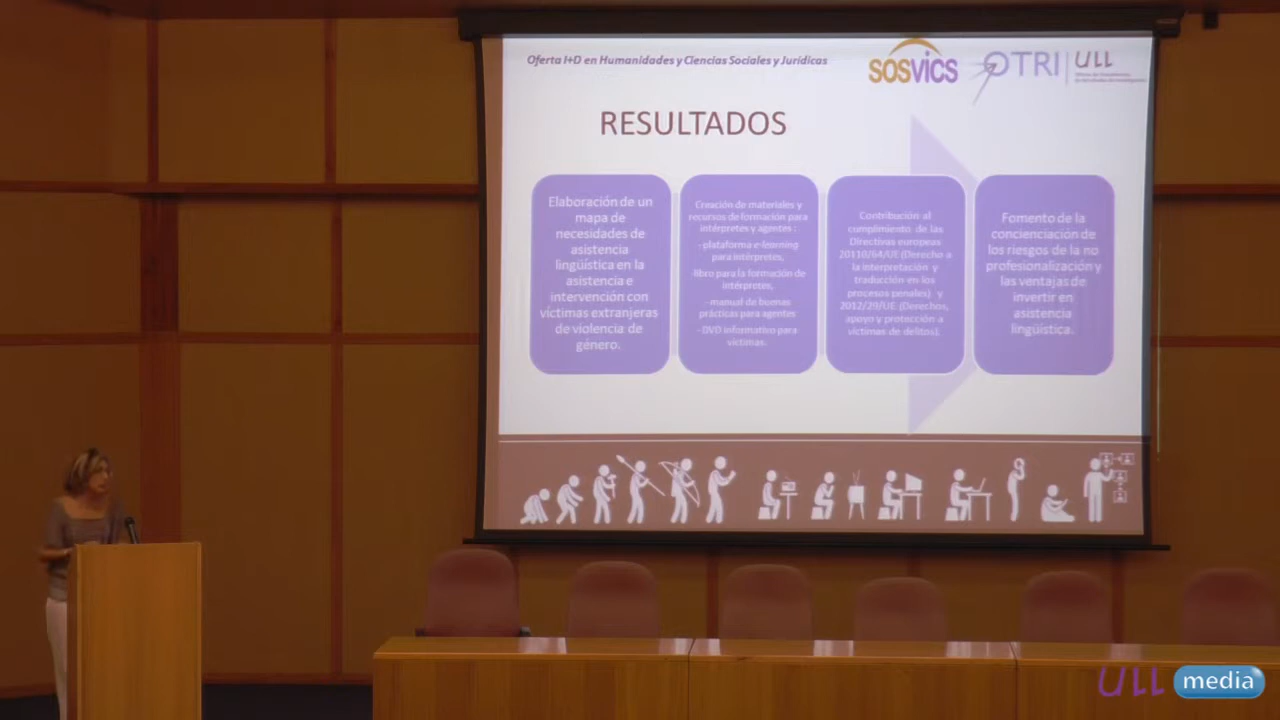 Oferta I+D en Humanidades y Ciencias Sociales y Jurídicas
SOSVICS
OTRI
ULL
RESULTADOS
Elaboración de un
mapa de
necesidades de
asistencia
lingüística en la
asistencia e
intervención con
víctimas extranjeras
de violencia de
género.
Creación de materiales y
recursos de formación para
intérpretes y agentes :
- plataforma e-learning
para intérpretes,
-libro para la formación de
intérpretes,
- manual de buenas
prácticas para agentes
- DVD informativo para
víctimas.
Contribución al
cumplimiento de las
Directivas europeas
20110/64/UE (Derecho a
la interpretación y
traducción en los
procesos penales) y
2012/29/UE (Derechos,
apoyo y protección a
víctimas de delitos).
Fomento de la
concienciación de
los riesgos de la no
profesionalización y
las ventajas de
invertir en
asistencia
lingüística.
ULL media